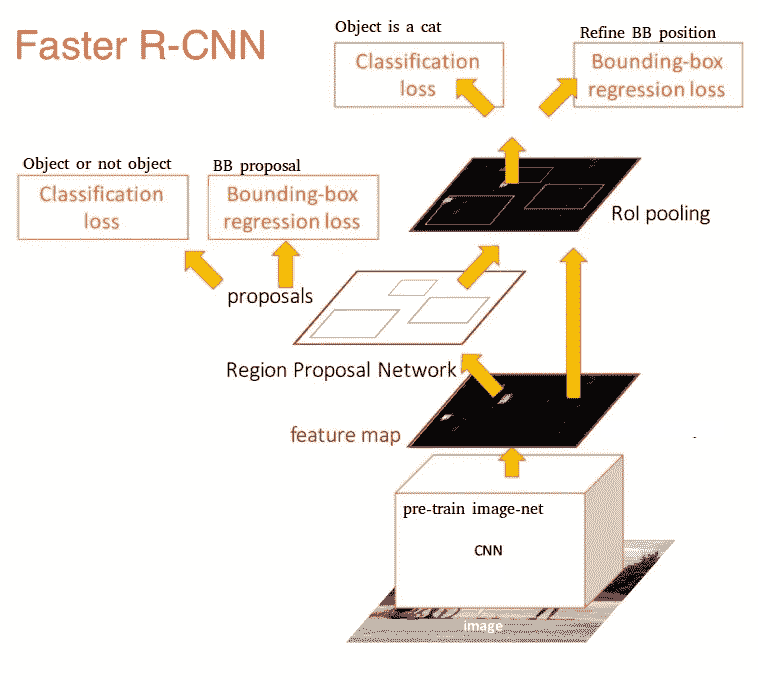 Faster R-CNN
Object is a cat
Classification
loss
Refine BB position
Bounding-box
regression loss
Object or not object
Classification
loss
BB proposal
Bounding-box
regression loss
RoI pooling
proposals
Region Proposal Network
feature map
pre-train image-net
CNN
image